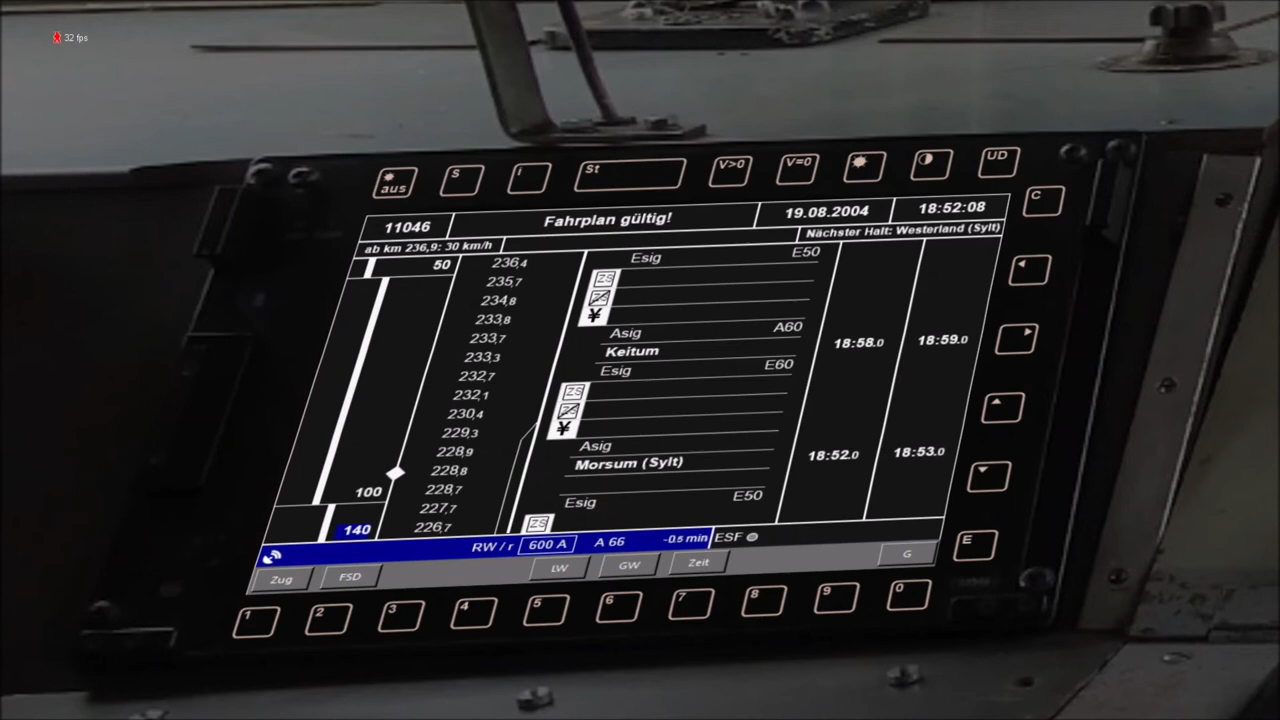 32 fps
aus
S
i
St
V>0
V=0
UD
C
11046
Fahrplan gültig!
19.08.2004
18:52:08
ab km 236,9: 30 km/h
Nächster Halt: Westerland (Sylt)
50
236,4
Esig
E50
235,7
ZS
234,8
ZS
233,8
¥
233,7
Asig
A60
18:58.0
18:59.0
233,3
Keitum
232,7
Esig
E60
232,1
ZS
230,4
ZS
229,3
¥
228,9
Asig
228,8
Morsum (Sylt)
18:52.0
18:53.0
100
228,7
227,7
Esig
E50
140
226,7
ZS
RW / r
600 A
A 66
-0.5 min
ESF
E
Zug
FSD
LW
GW
Zeit
G
1
2
3
4
5
6
7
8
9
0